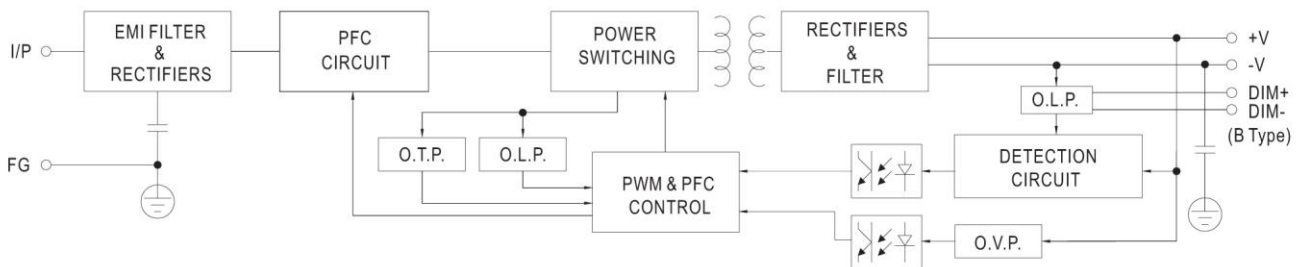 I/P
EMI FILTER
&
RECTIFIERS
PFC
CIRCUIT
POWER
SWITCHING
RECTIFIERS
&
FILTER
+V
-V
O.L.P.
DIM+
DIM-
(B Type)
O.T.P.
O.L.P.
FG
PWM & PFC
CONTROL
DETECTION
CIRCUIT
O.V.P.